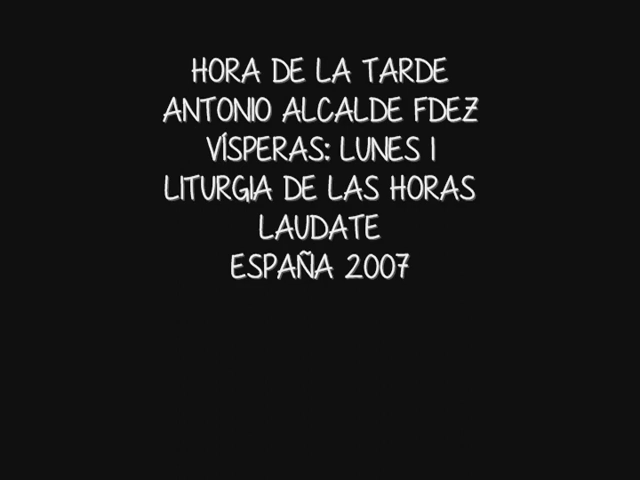 HORA DE LA TARDE
ANTONIO ALCALDE FDEZ
VÍSPERAS: LUNES I
LITURGIA DE LAS HORAS
LAUDATE
ESPAÑA 2007